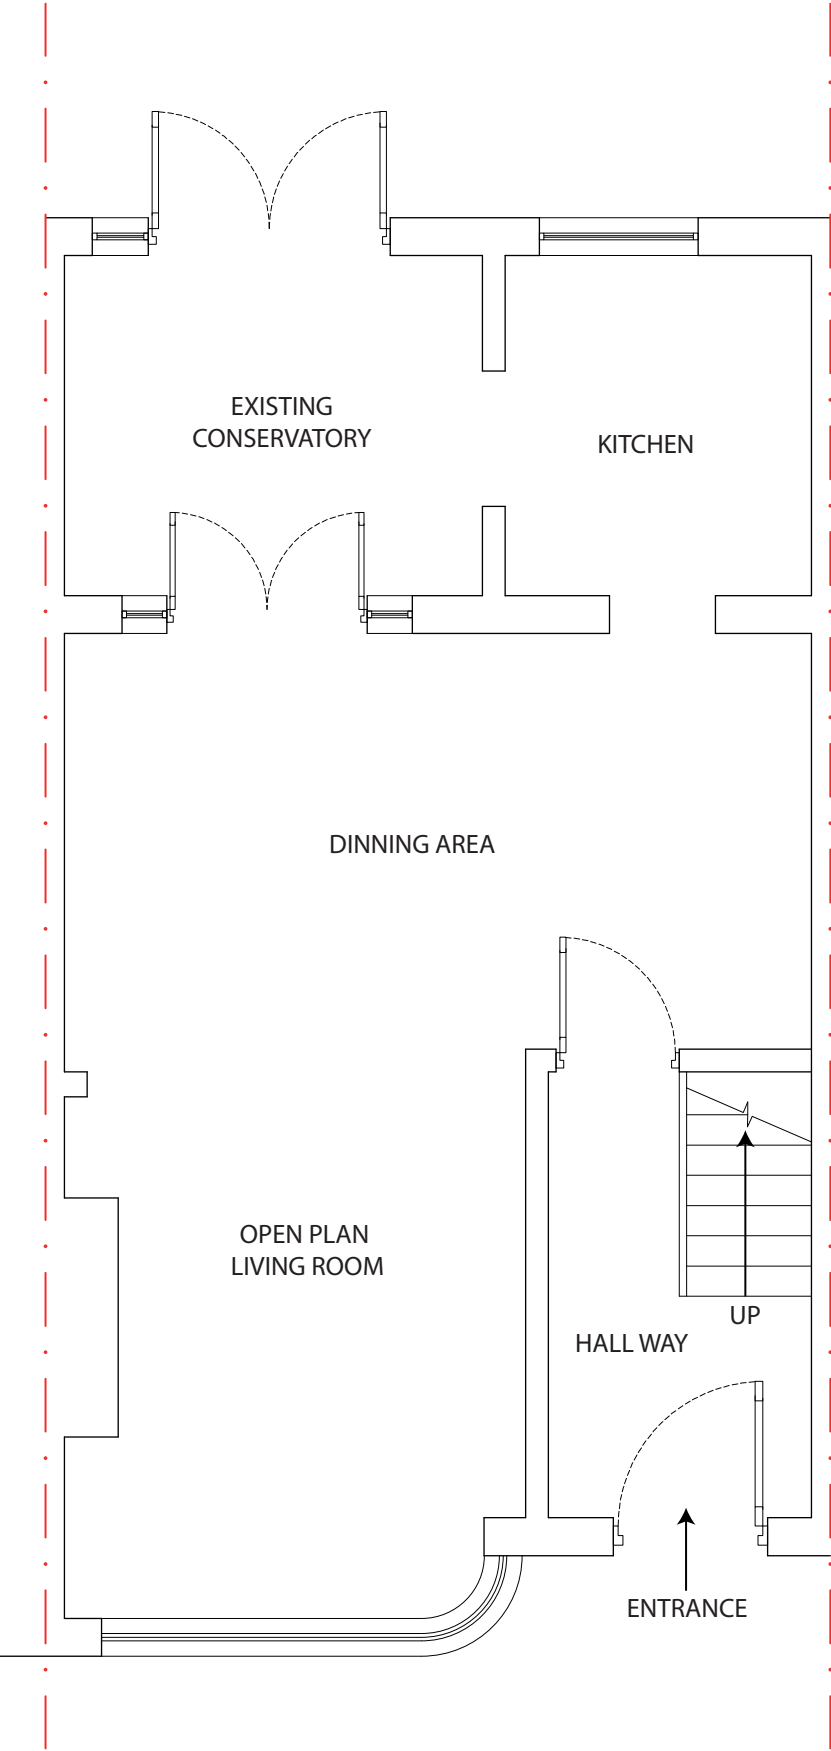 EXISTING
CONSERVATORY
KITCHEN
DINNING AREA
OPEN PLAN
LIVING ROOM
UP
HALL WAY
ENTRANCE